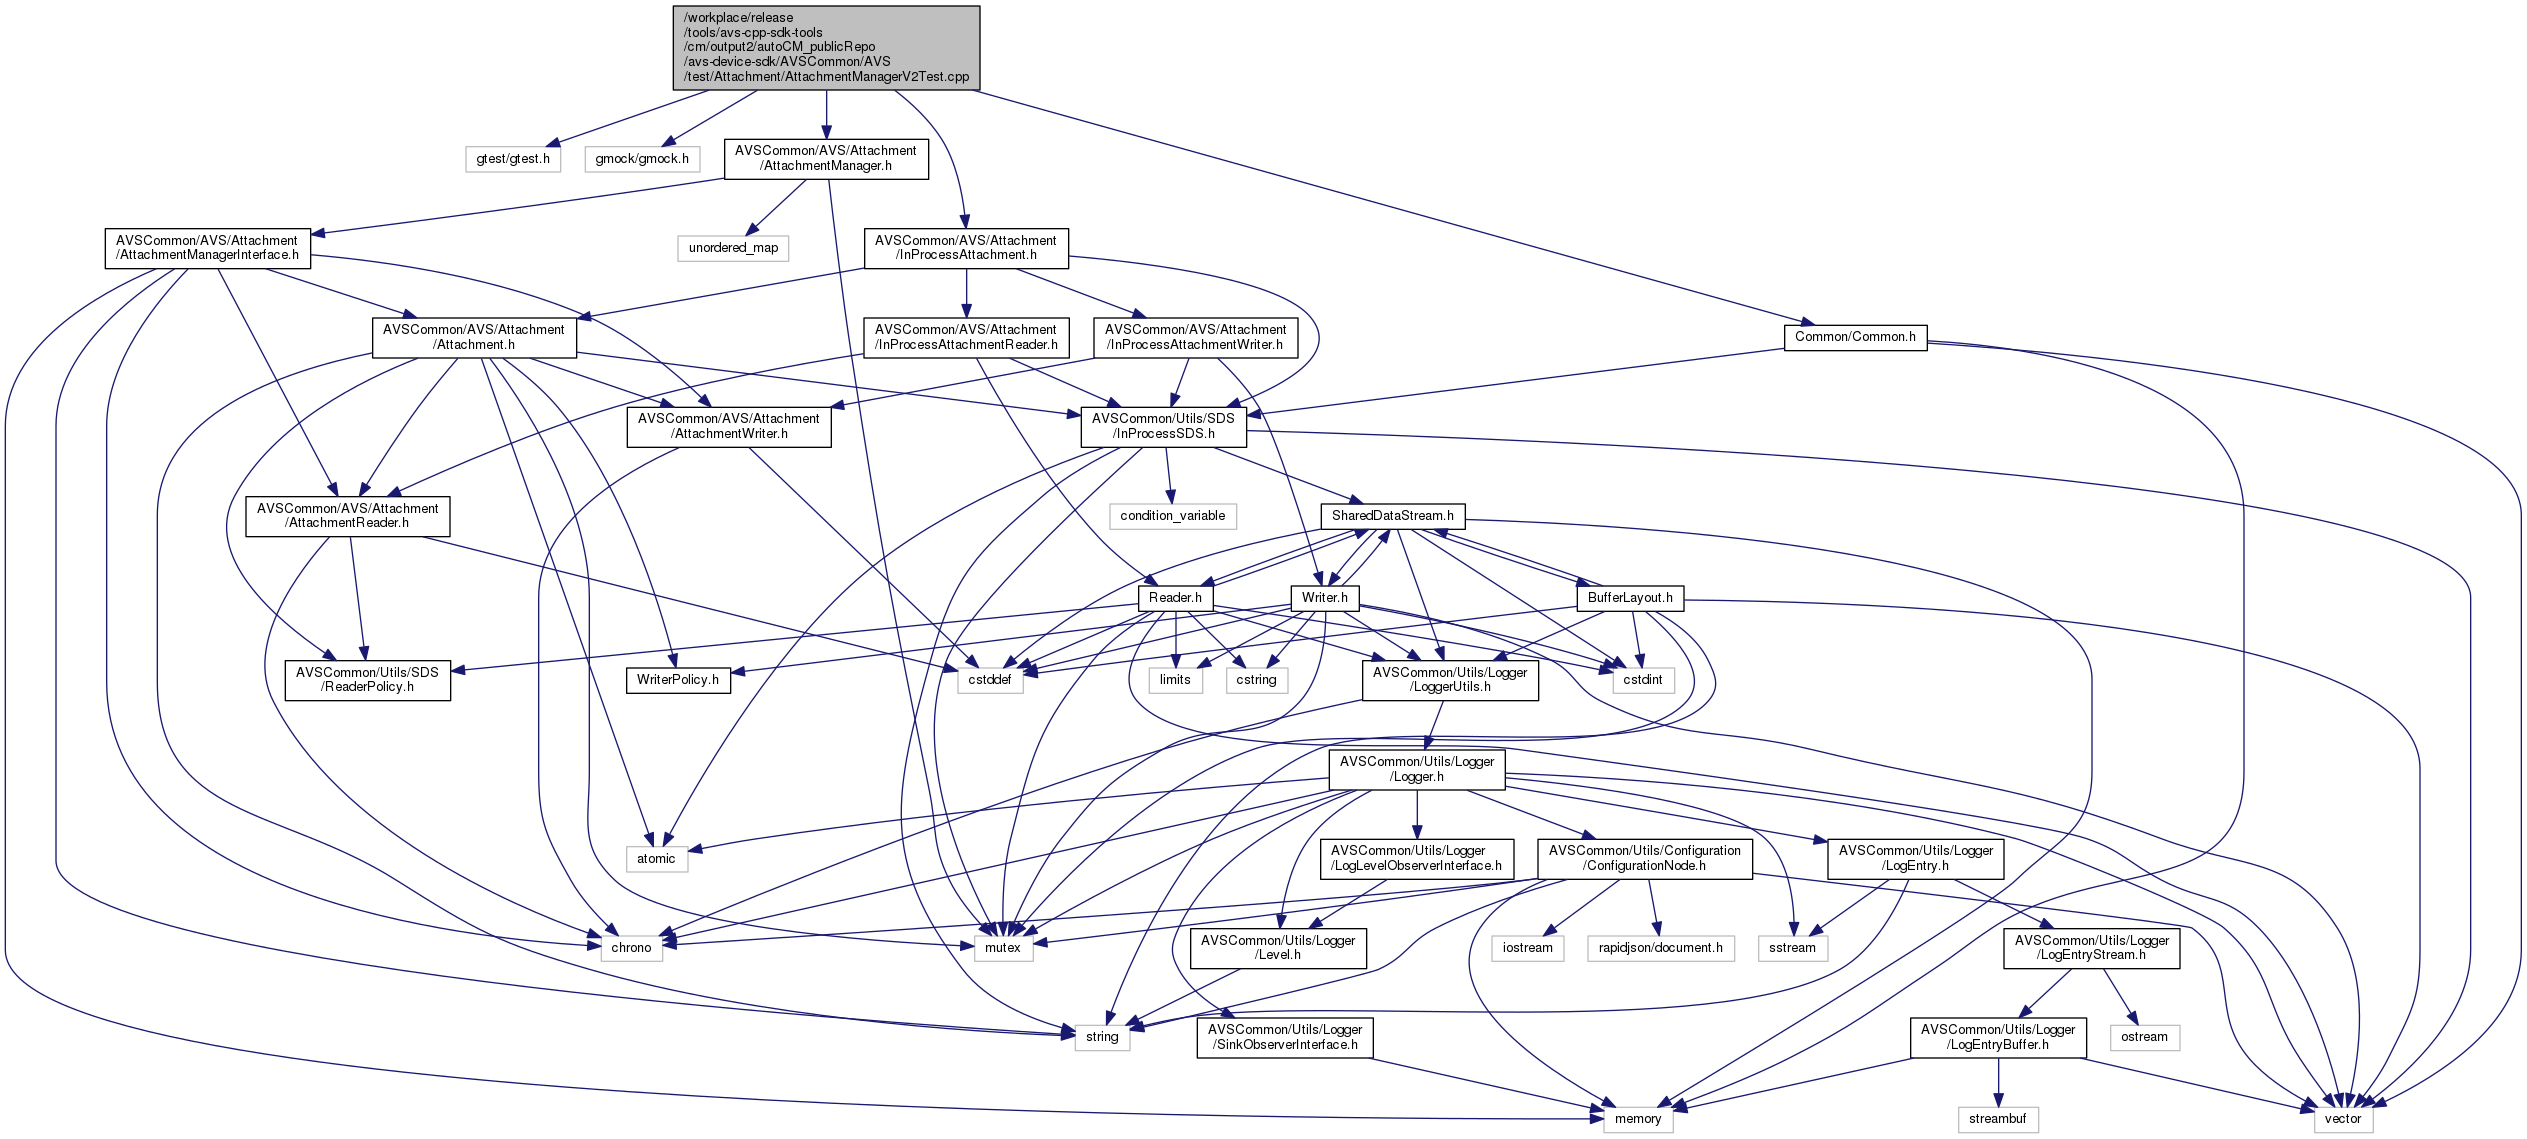 /workplace/release
/tools/avs-cpp-sdk-tools
/cm/output2/autoCM_publicRepo
/avs-device-sdk/AVSCommon/AVS
/test/Attachment/AttachmentManagerV2Test.cpp
gtest/gtest.h
gmock/gmock.h
AVSCommon/AVS/Attachment
/AttachmentManager.h
AVSCommon/AVS/Attachment
/AttachmentManagerInterface.h
unordered_map
AVSCommon/AVS/Attachment
/InProcessAttachment.h
AVSCommon/AVS/Attachment
/Attachment.h
AVSCommon/AVS/Attachment
/InProcessAttachmentReader.h
AVSCommon/AVS/Attachment
/InProcessAttachmentWriter.h
Common/Common.h
AVSCommon/AVS/Attachment
/AttachmentWriter.h
AVSCommon/Utils/SDS
/InProcessSDS.h
AVSCommon/AVS/Attachment
/AttachmentReader.h
condition_variable
SharedDataStream.h
Reader.h
Writer.h
BufferLayout.h
AVSCommon/Utils/SDS
/ReaderPolicy.h
WriterPolicy.h
cstddef
limits
cstring
AVSCommon/Utils/Logger
/LoggerUtils.h
cstdint
AVSCommon/Utils/Logger
/Logger.h
atomic
AVSCommon/Utils/Logger
/LogLevelObserverInterface.h
AVSCommon/Utils/Configuration
/ConfigurationNode.h
AVSCommon/Utils/Logger
/LogEntry.h
chrono
mutex
AVSCommon/Utils/Logger
/Level.h
iostream
rapidjson/document.h
sstream
AVSCommon/Utils/Logger
/LogEntryStream.h
string
AVSCommon/Utils/Logger
/SinkObserverInterface.h
AVSCommon/Utils/Logger
/LogEntryBuffer.h
ostream
memory
streambuf
vector